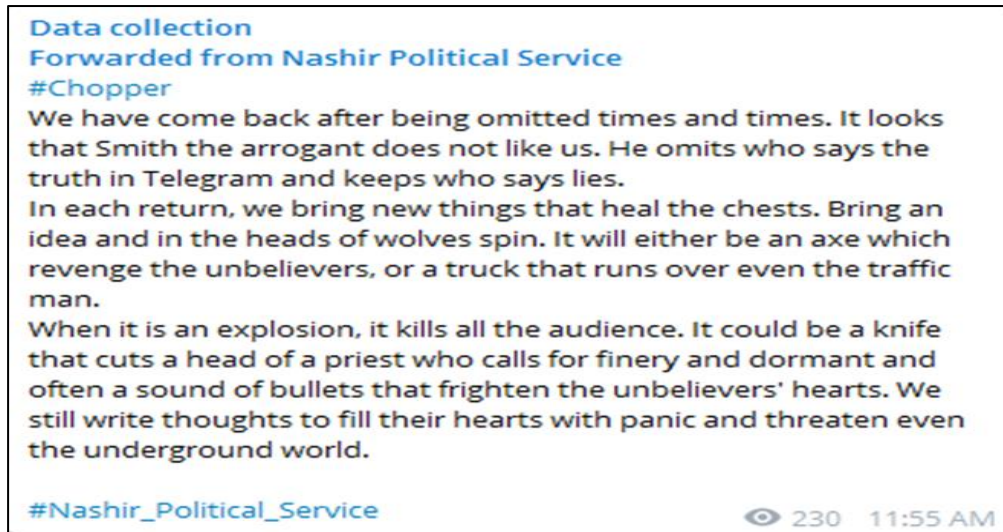 Data collection
Forwarded from Nashir Political Service
#Chopper
We have come back after being omitted times and times. It looks
that Smith the arrogant does not like us. He omits who says the
truth in Telegram and keeps who says lies.
In each return, we bring new things that heal the chests. Bring an
idea and in the heads of wolves spin. It will either be an axe which
revenge the unbelievers, or a truck that runs over even the traffic
man.
When it is an explosion, it kills all the audience. It could be a knife
that cuts a head of a priest who calls for finery and dormant and
often a sound of bullets that frighten the unbelievers' hearts. We
still write thoughts to fill their hearts with panic and threaten even
the underground world.
#Nashir_Political_Service
230 11:55 AM